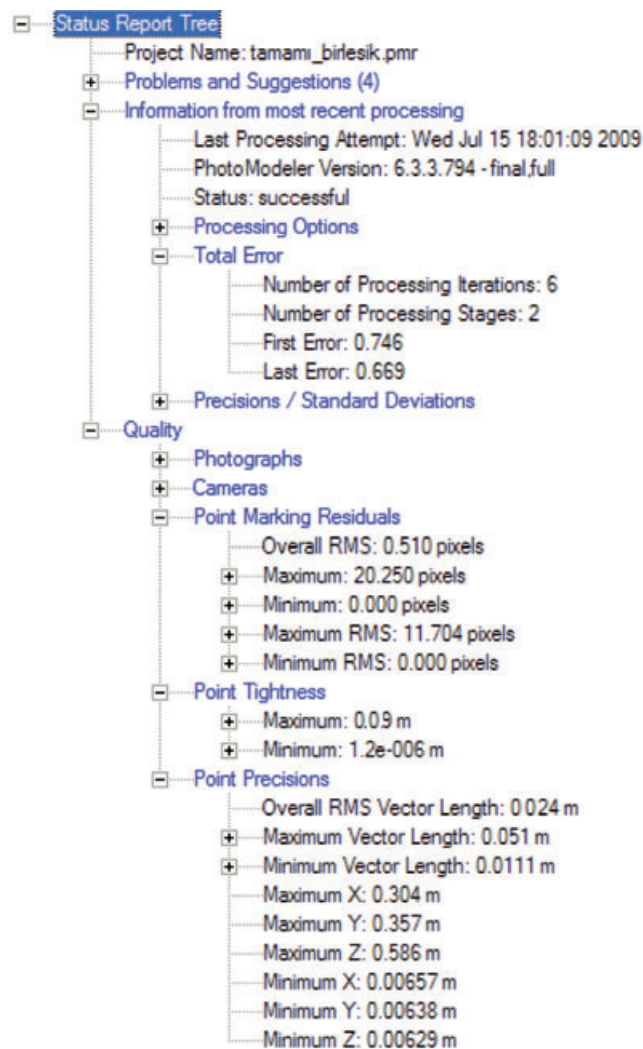 Status Report Tree
Project Name: tamamı_birlesik.pmr
Problems and Suggestions (4)
Information from most recent processing
Last Processing Attempt: Wed Jul 15 18:01:09 2009
PhotoModeler Version: 6.3.3.794 - final,full
Status: successful
Processing Options
Total Error
Number of Processing Iterations: 6
Number of Processing Stages: 2
First Error: 0.746
Last Error: 0.669
Precisions / Standard Deviations
Quality
Photographs
Cameras
Point Marking Residuals
Overall RMS: 0.510 pixels
Maximum: 20.250 pixels
Minimum: 0.000 pixels
Maximum RMS: 11.704 pixels
Minimum RMS: 0.000 pixels
Point Tightness
Maximum: 0.09 m
Minimum: 1.2e-006 m
Point Precisions
Overall RMS Vector Length: 0 024 m
Maximum Vector Length: 0.051 m
Minimum Vector Length: 0.0111 m
Maximum X: 0.304 m
Maximum Y: 0.357 m
Maximum Z: 0.586 m
Minimum X: 0.00657 m
Minimum Y: 0.00638 m
Minimum Z: 0.00629 m